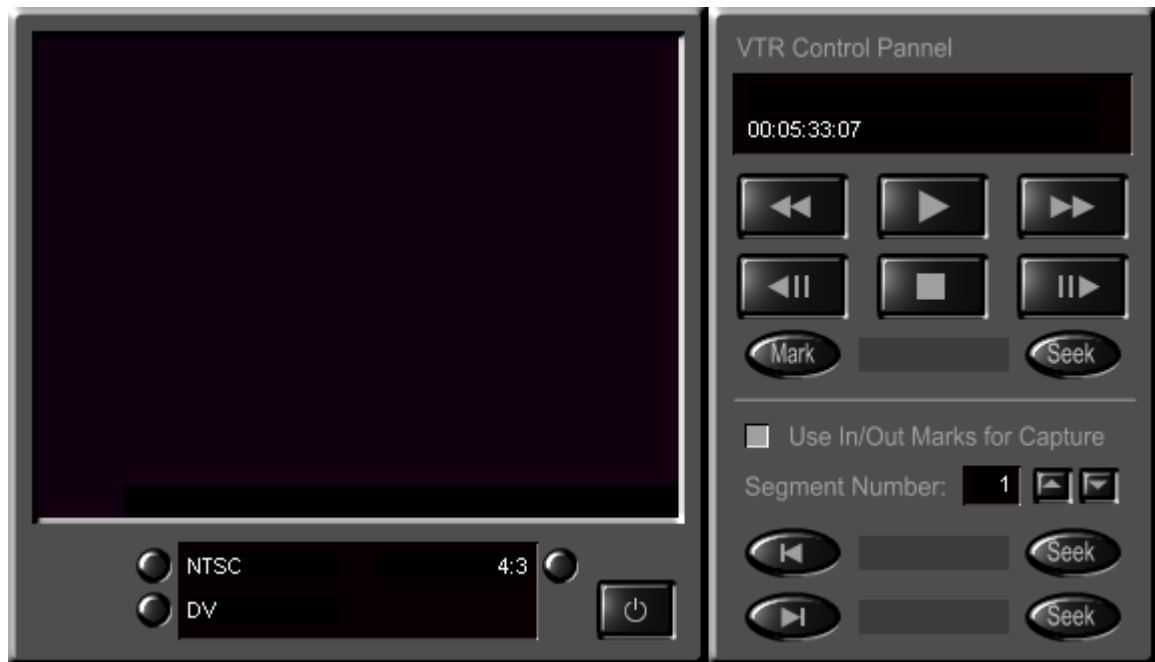 VTR Control Pannel
00:05:33:07
Mark Seek
Use In/Out Marks for Capture
Segment Number: 1
Seek
Seek
NTSC 4:3
DV